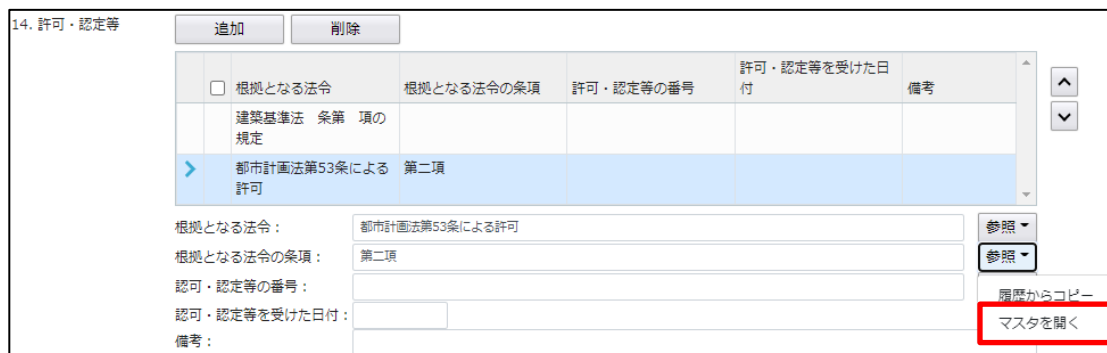 14. 許可・認定等
追加 削除
根拠となる法令 根拠となる法令の条項 許可・認定等の番号 許可・認定等を受けた日付 備考
建築基準法　条第　項の
規定
都市計画法第53条による 第二項
許可
根拠となる法令： 都市計画法第53条による許可 参照
根拠となる法令の条項： 第二項 参照
認可・認定等の番号：
履歴からコピー
認可・認定等を受けた日付：
マスタを開く
備考：